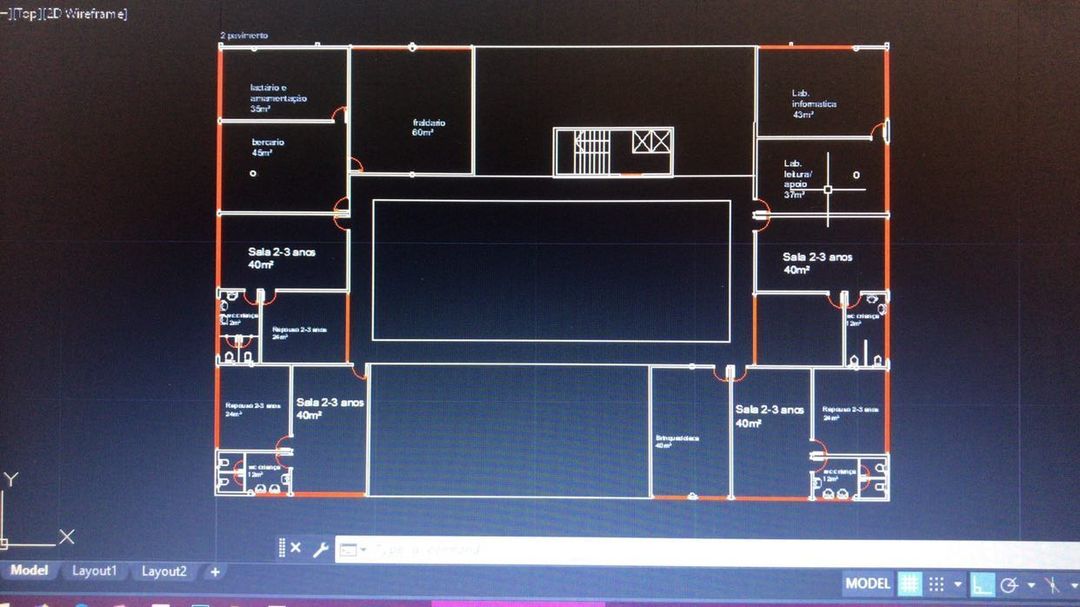 −][Top][2D Wireframe]
2 pavimento
lactário e
amamentação
35m²
fraldario
60m²
bercario
45m²
Lab.
informatica
43m²
Lab.
leitura/
apoio
37m²
Sala 2-3 anos
40m²
Sala 2-3 anos
40m²
wc criança
12m²
Repouso 2-3 anos
24m²
wc criança
12m²
Repouso 2-3 anos
24m²
Sala 2-3 anos
40m²
Brinquedoteca
40m²
Sala 2-3 anos
40m²
Repouso 2-3 anos
24m²
wc criança
12m²
wc criança
12m²
Y
X
Type a command
Model Layout1 Layout2 +
MODEL